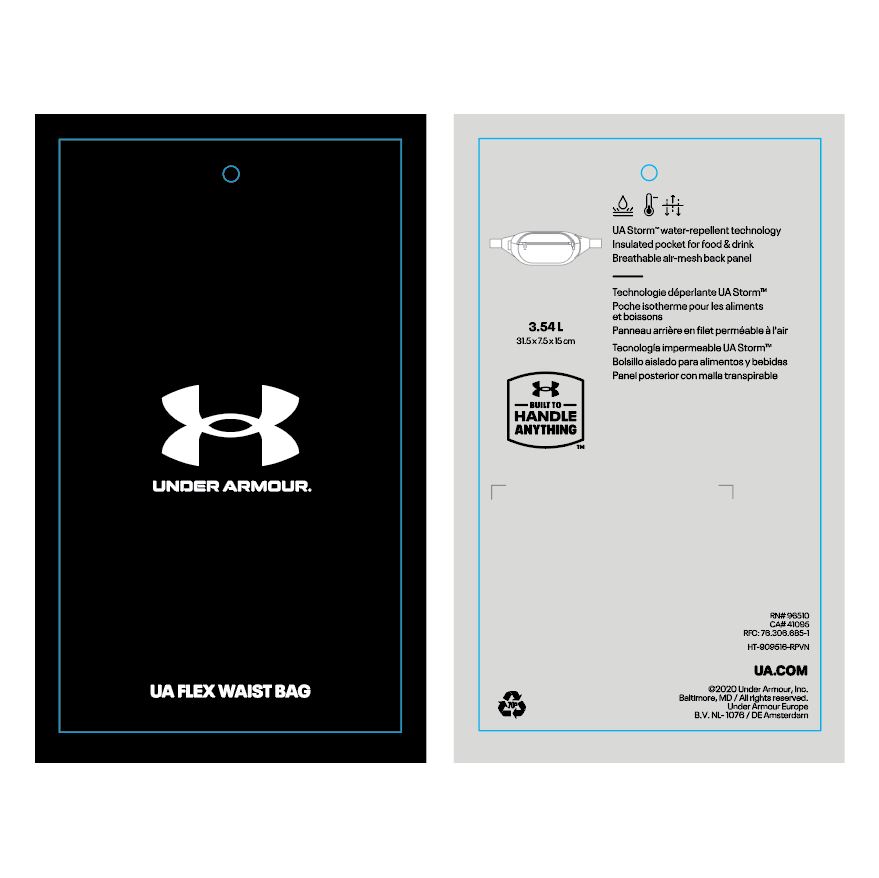 UNDER ARMOUR.
UA FLEX WAIST BAG
UA Storm™ water-repellent technology
Insulated pocket for food & drink
Breathable air-mesh back panel
Technologie déperlante UA Storm™
Poche isotherme pour les aliments
et boissons
Panneau arrière en filet perméable à l'air
Tecnología impermeable UA Storm™
Bolsillo aislado para alimentos y bebidas
Panel posterior con malla transpirable
3.54 L
31.5 x 7.5 x 15 cm
BUILT TO
HANDLE
ANYTHING
™
RN# 96510
CA# 41095
RFC: 76.306.685-1
HT-909516-RPVN
UA.COM
©2020 Under Armour, Inc.
Baltimore, MD / All rights reserved.
Under Armour Europe
B.V. NL- 1076 / DE Amsterdam